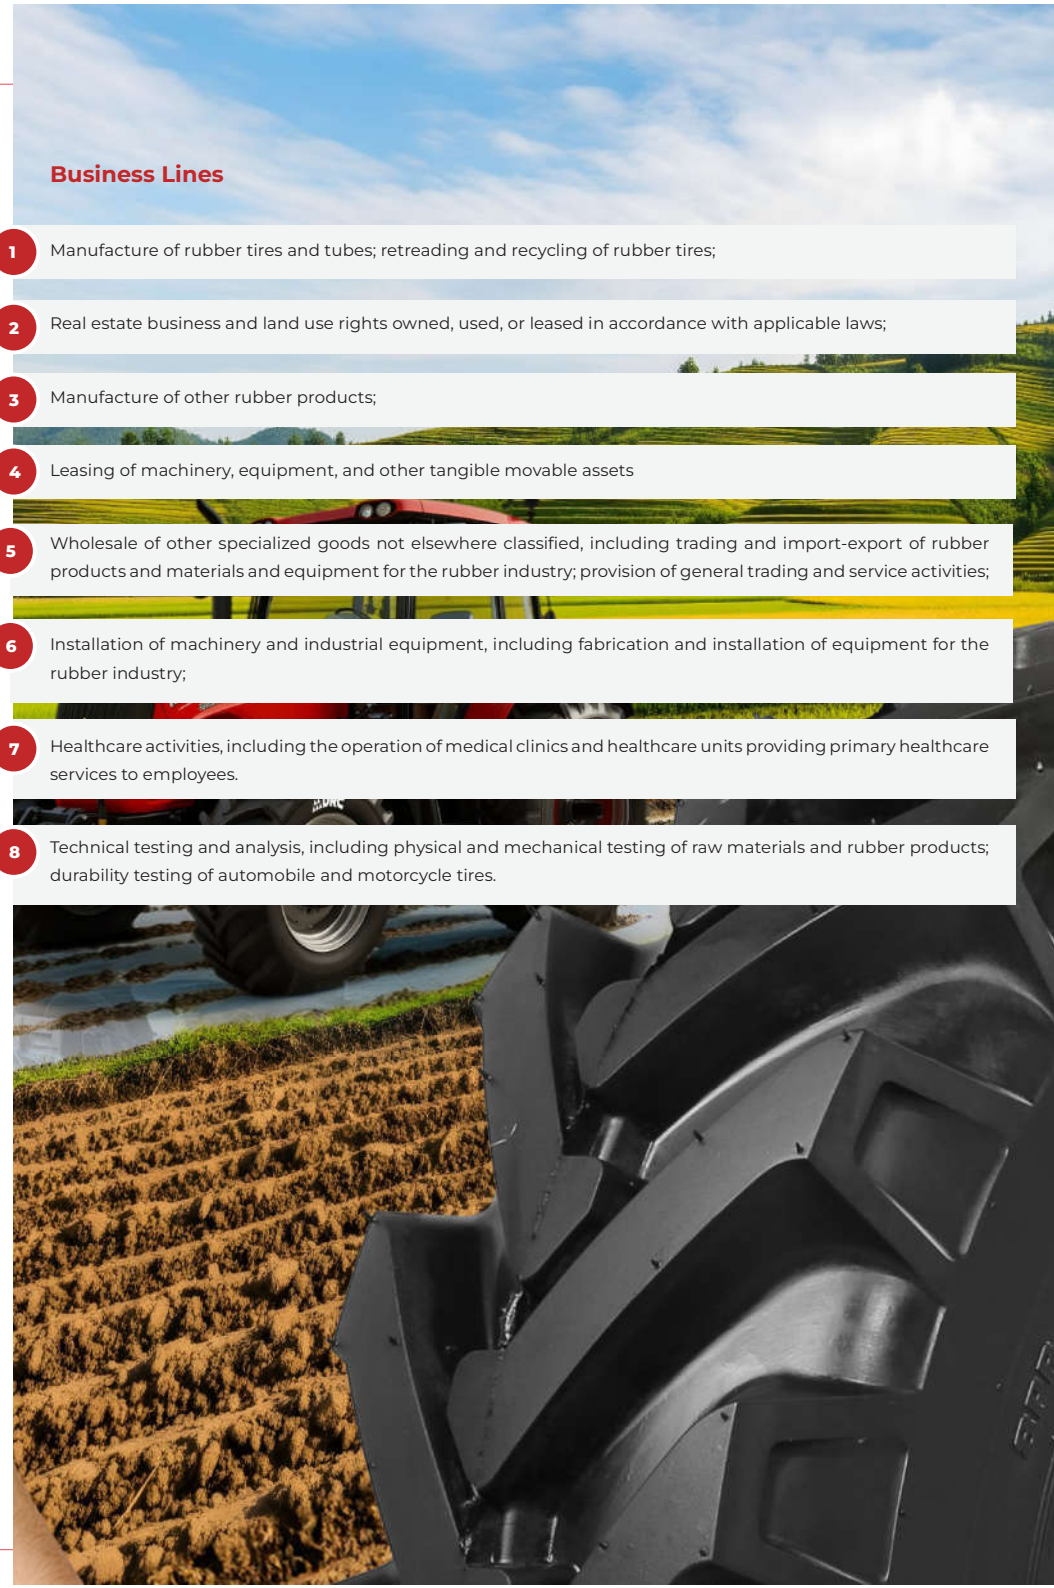 Business Lines
1
Manufacture of rubber tires and tubes; retreading and recycling of rubber tires;
2
Real estate business and land use rights owned, used, or leased in accordance with applicable laws;
3
Manufacture of other rubber products;
4
Leasing of machinery, equipment, and other tangible movable assets
5
Wholesale of other specialized goods not elsewhere classified, including trading and import-export of rubber
products and materials and equipment for the rubber industry; provision of general trading and service activities;
6
Installation of machinery and industrial equipment, including fabrication and installation of equipment for the
rubber industry;
7
Healthcare activities, including the operation of medical clinics and healthcare units providing primary healthcare
services to employees.
DRC
8
Technical testing and analysis, including physical and mechanical testing of raw materials and rubber products;
durability testing of automobile and motorcycle tires.